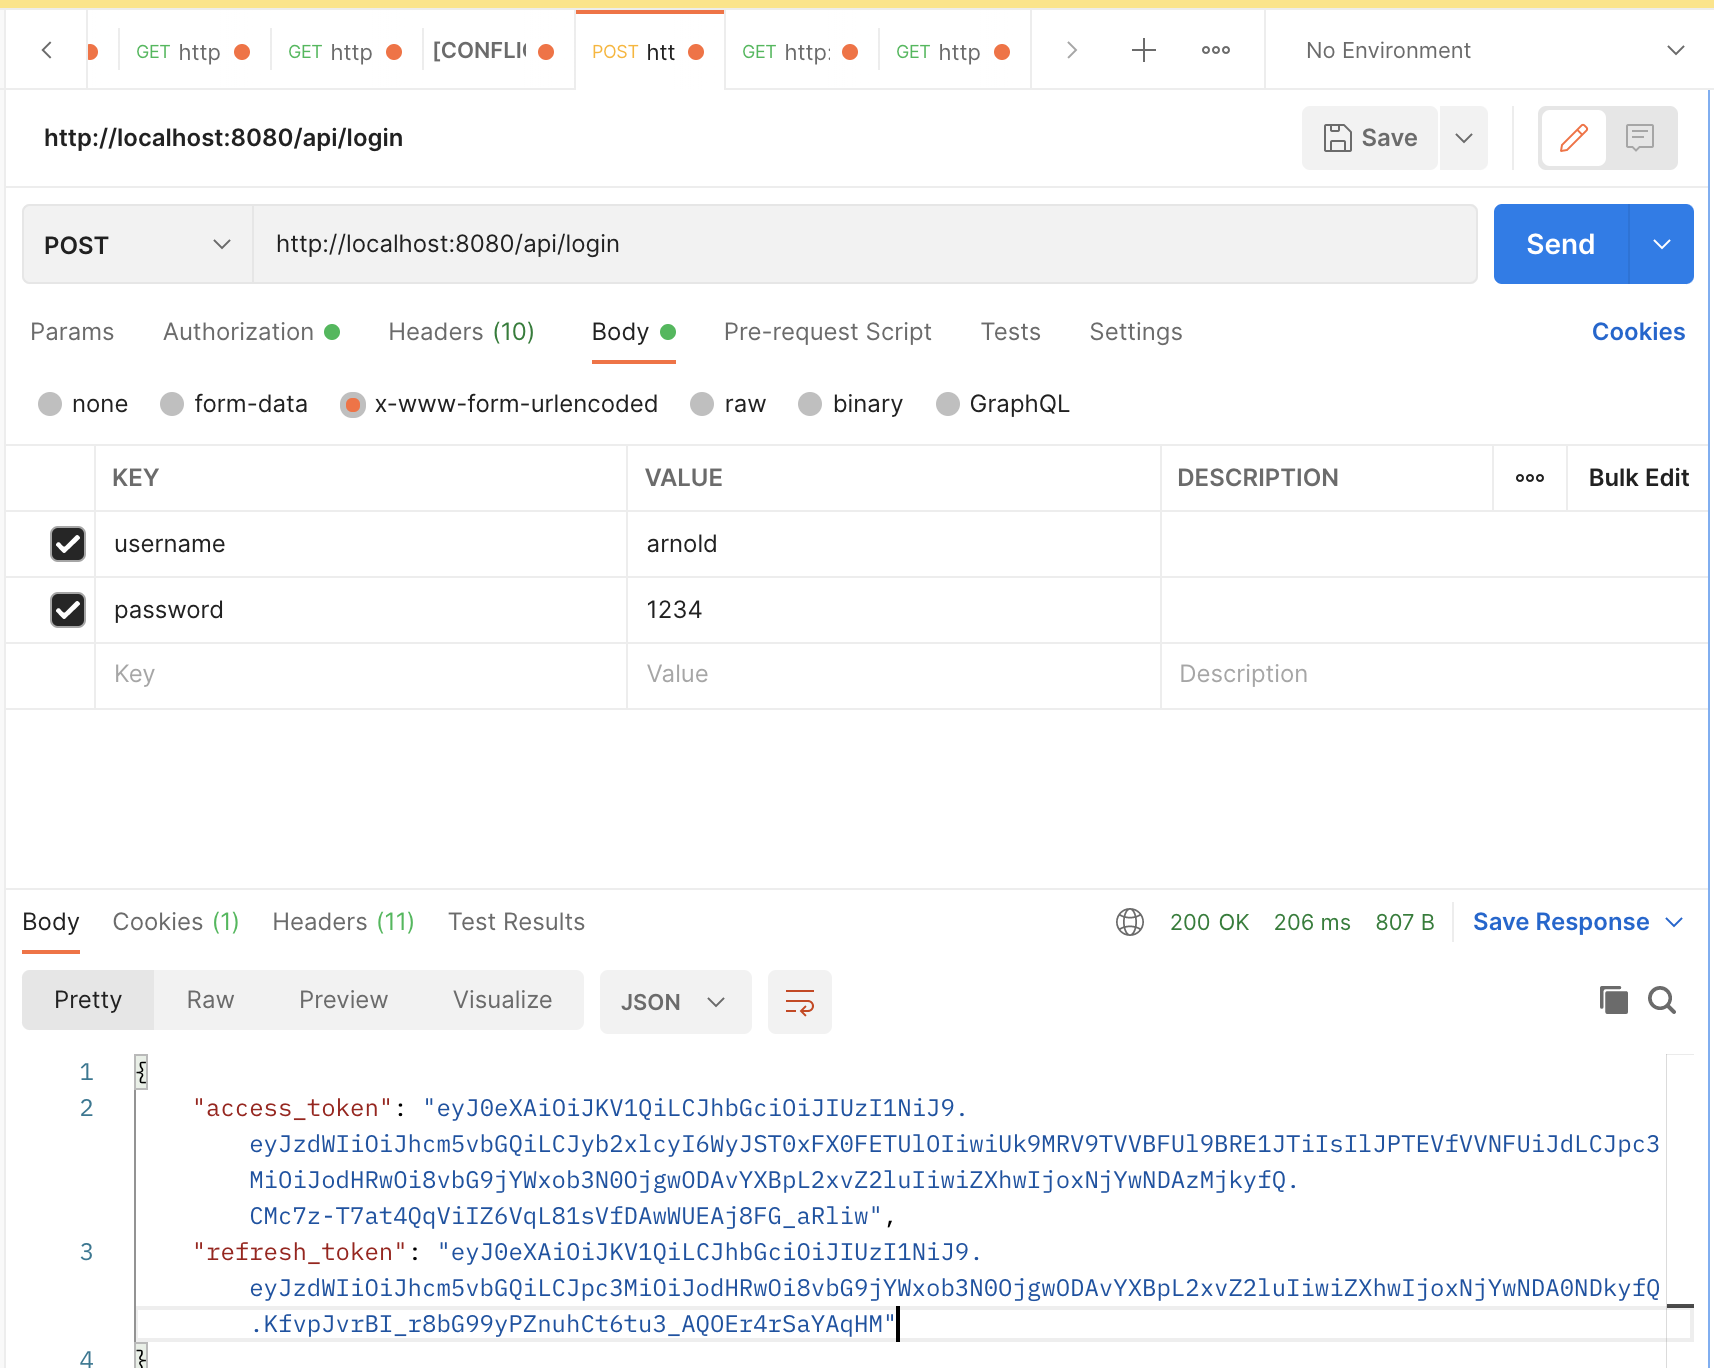 GET http GET http [CONFLI POST htt GET http: GET http No Environment
http://localhost:8080/api/login Save
POST http://localhost:8080/api/login Send
Params Authorization Headers (10) Body Pre-request Script Tests Settings Cookies
none form-data x-www-form-urlencoded raw binary GraphQL
KEY VALUE DESCRIPTION Bulk Edit
username arnold
password 1234
Key Value Description
Body Cookies (1) Headers (11) Test Results 200 OK 206 ms 807 B Save Response
Pretty Raw Preview Visualize JSON
1 {
2 "access_token": "eyJ0eXAiOiJKV1QiLCJhbGciOiJIUzI1NiJ9.
eyJzdWIiOiJhcm5vbGQiLCJyb2xlcyI6WyJST0xFX0FETUlOIiwiUk9MRV9TVVBFUl9BRE1JTiIsIlJPTEVfVVNFUiJdLCJpc3
MiOiJodHRwOi8vbG9jYWxob3N0OjgwODAvYXBpL2xvZ2luIiwiZXhwIjoxNjYwNDAzMjkyfQ.
CMc7z-T7at4QqViIZ6VqL81sVfDAwWUEAj8FG_aRliw",
3 "refresh_token": "eyJ0eXAiOiJKV1QiLCJhbGciOiJIUzI1NiJ9.
eyJzdWIiOiJhcm5vbGQiLCJpc3MiOiJodHRwOi8vbG9jYWxob3N0OjgwODAvYXBpL2xvZ2luIiwiZXhwIjoxNjYwNDA0NDkyfQ
.KfvpJvrBI_r8bG99yPZnuhCt6tu3_AQOEr4rSaYAqHM"
4 }